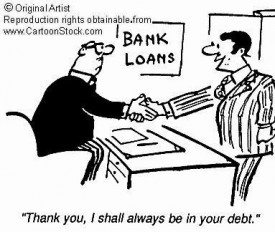 © Original Artist
Reproduction rights obtainable from
www.CartoonStock.com
BANK
LOANS
"Thank you, I shall always be in your debt."